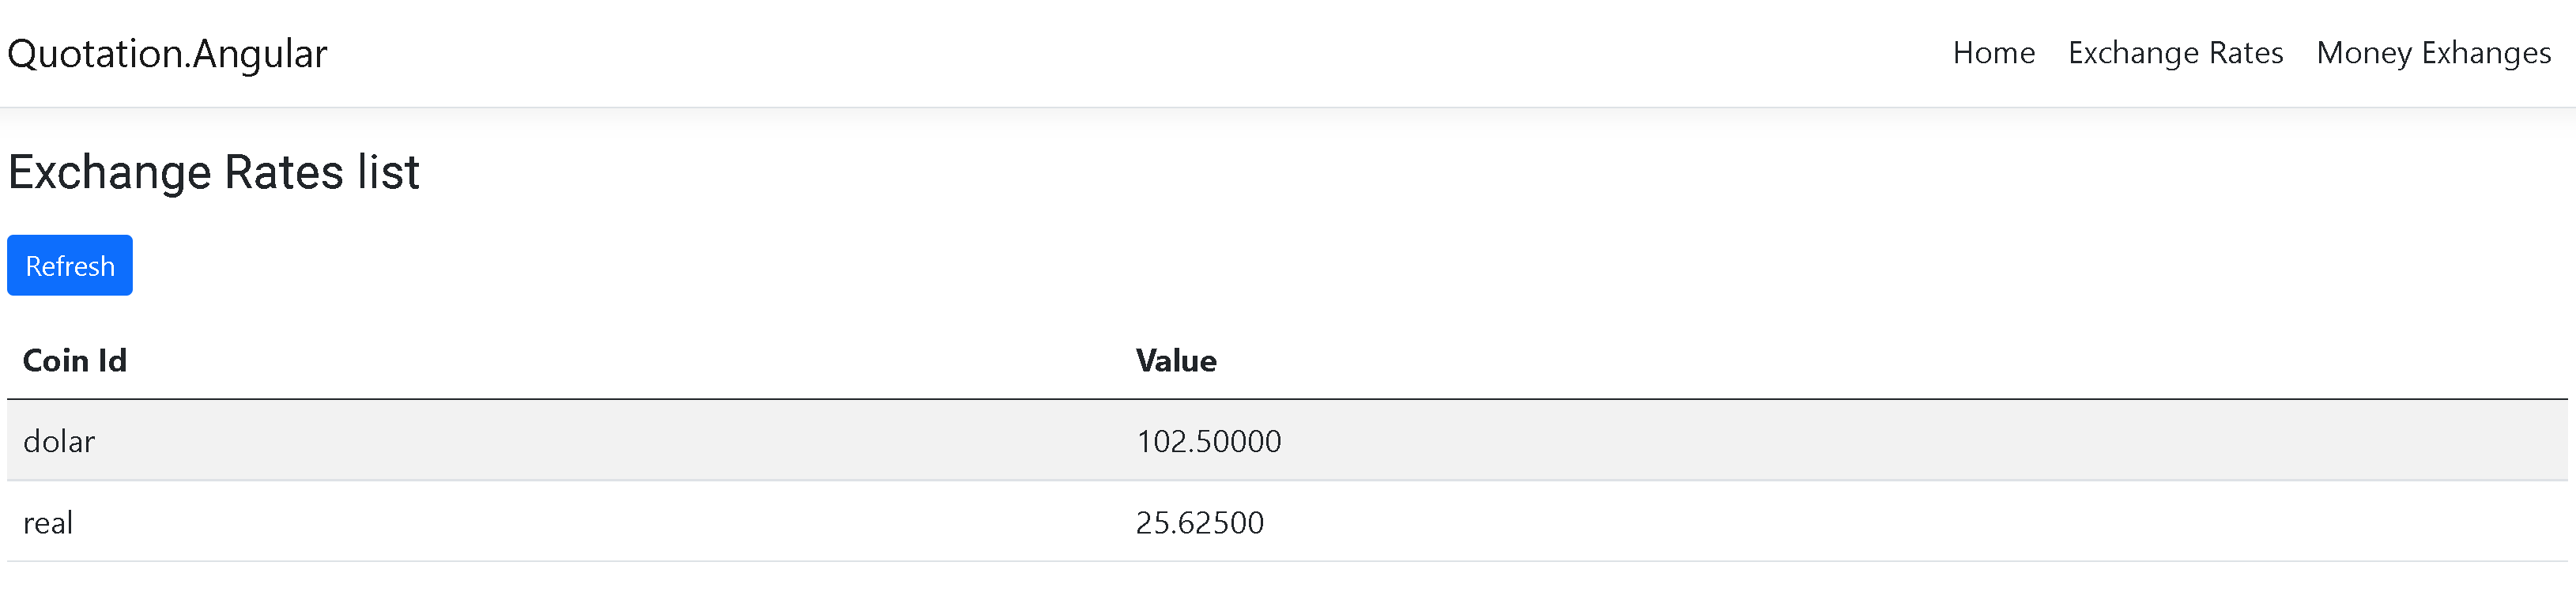 Quotation.Angular Home Exchange Rates Money Exhanges
Exchange Rates list
Refresh
Coin Id Value
dolar 102.50000
real 25.62500